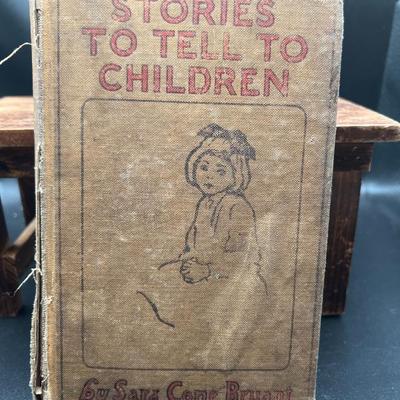 STORIES
TO TELL TO
CHILDREN
by Sara Cone Bryant